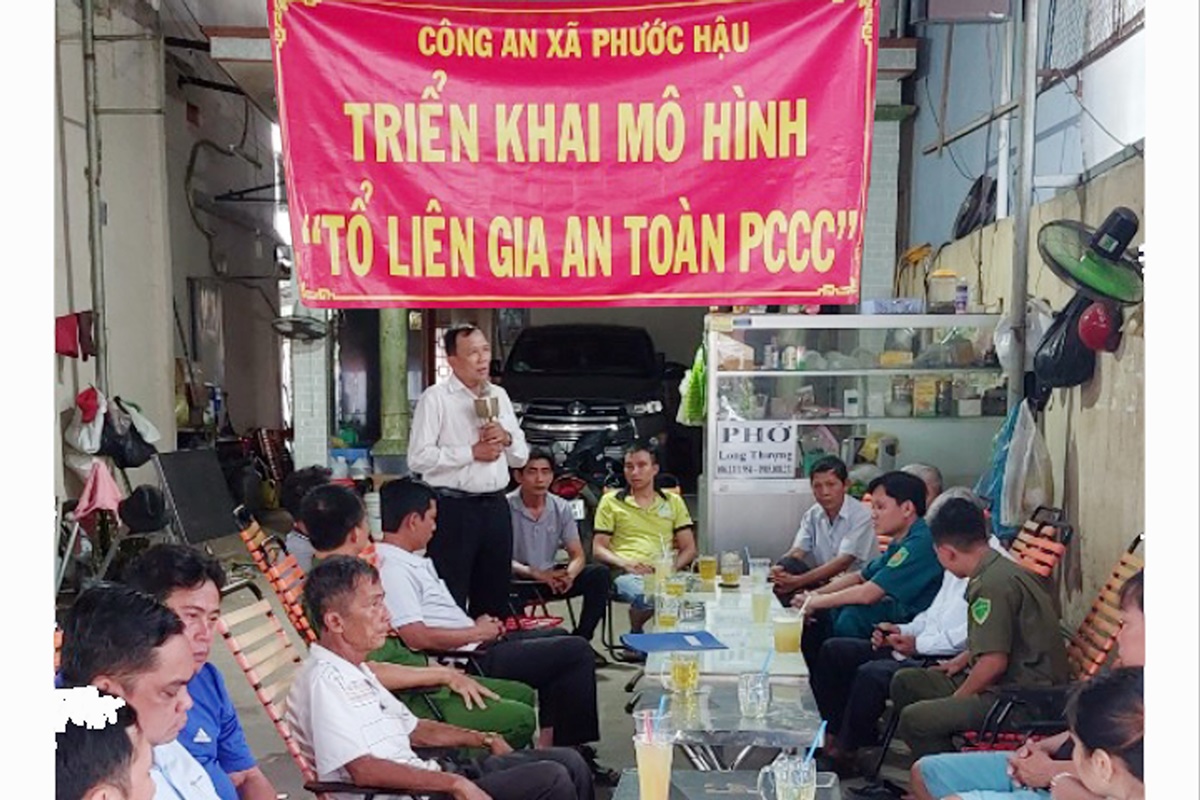 CÔNG AN XÃ PHƯỚC HẬU
TRIỂN KHAI MÔ HÌNH
“TỔ LIÊN GIA AN TOÀN PCCC”
PHỞ
Long Thượng